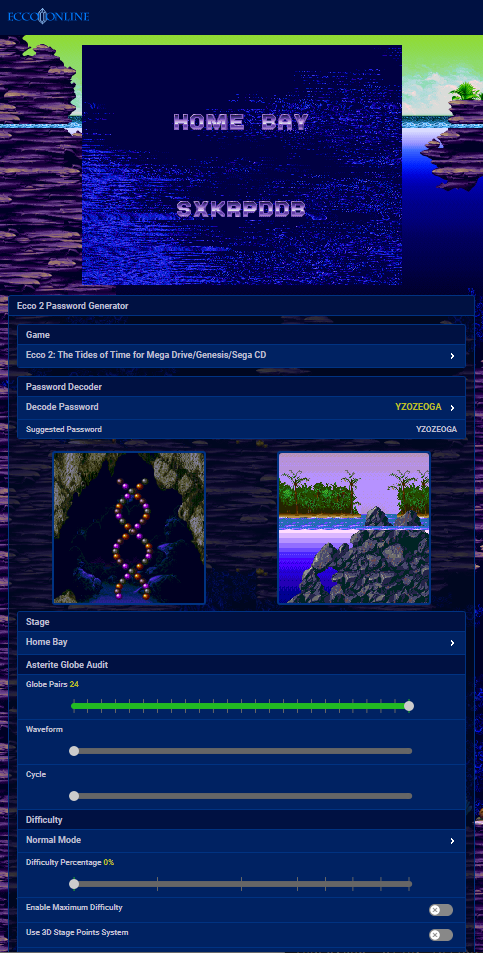 ECCO ONLINE
HOME BAY
SXKRPDDB
Ecco 2 Password Generator
Game
Ecco 2: The Tides of Time for Mega Drive/Genesis/Sega CD
Password Decoder
Decode Password YZOZEOGA
Suggested Password YZOZEOGA
Stage
Home Bay
Asterite Globe Audit
Globe Pairs 24
Waveform
Cycle
Difficulty
Normal Mode
Difficulty Percentage 0%
Enable Maximum Difficulty
Use 3D Stage Points System